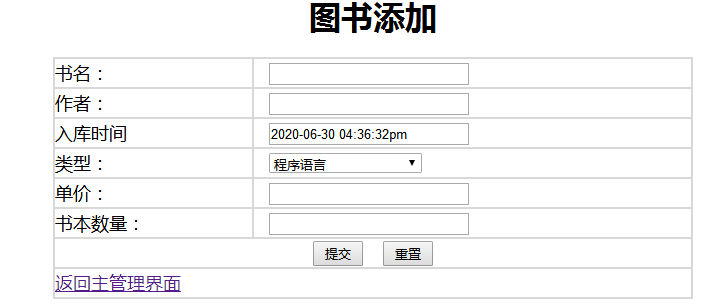 图书添加
书名：
作者：
入库时间 2020-06-30 04:36:32pm
类型： 程序语言
单价：
书本数量：
提交 重置
返回主管理界面